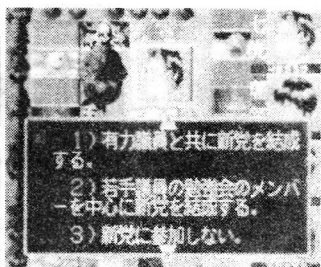 1)有力議員と共に新党を結成
する。
2)若手議員の勉強会のメンバ
ーを中心に新党を結成する。
3)新党に参加しない。